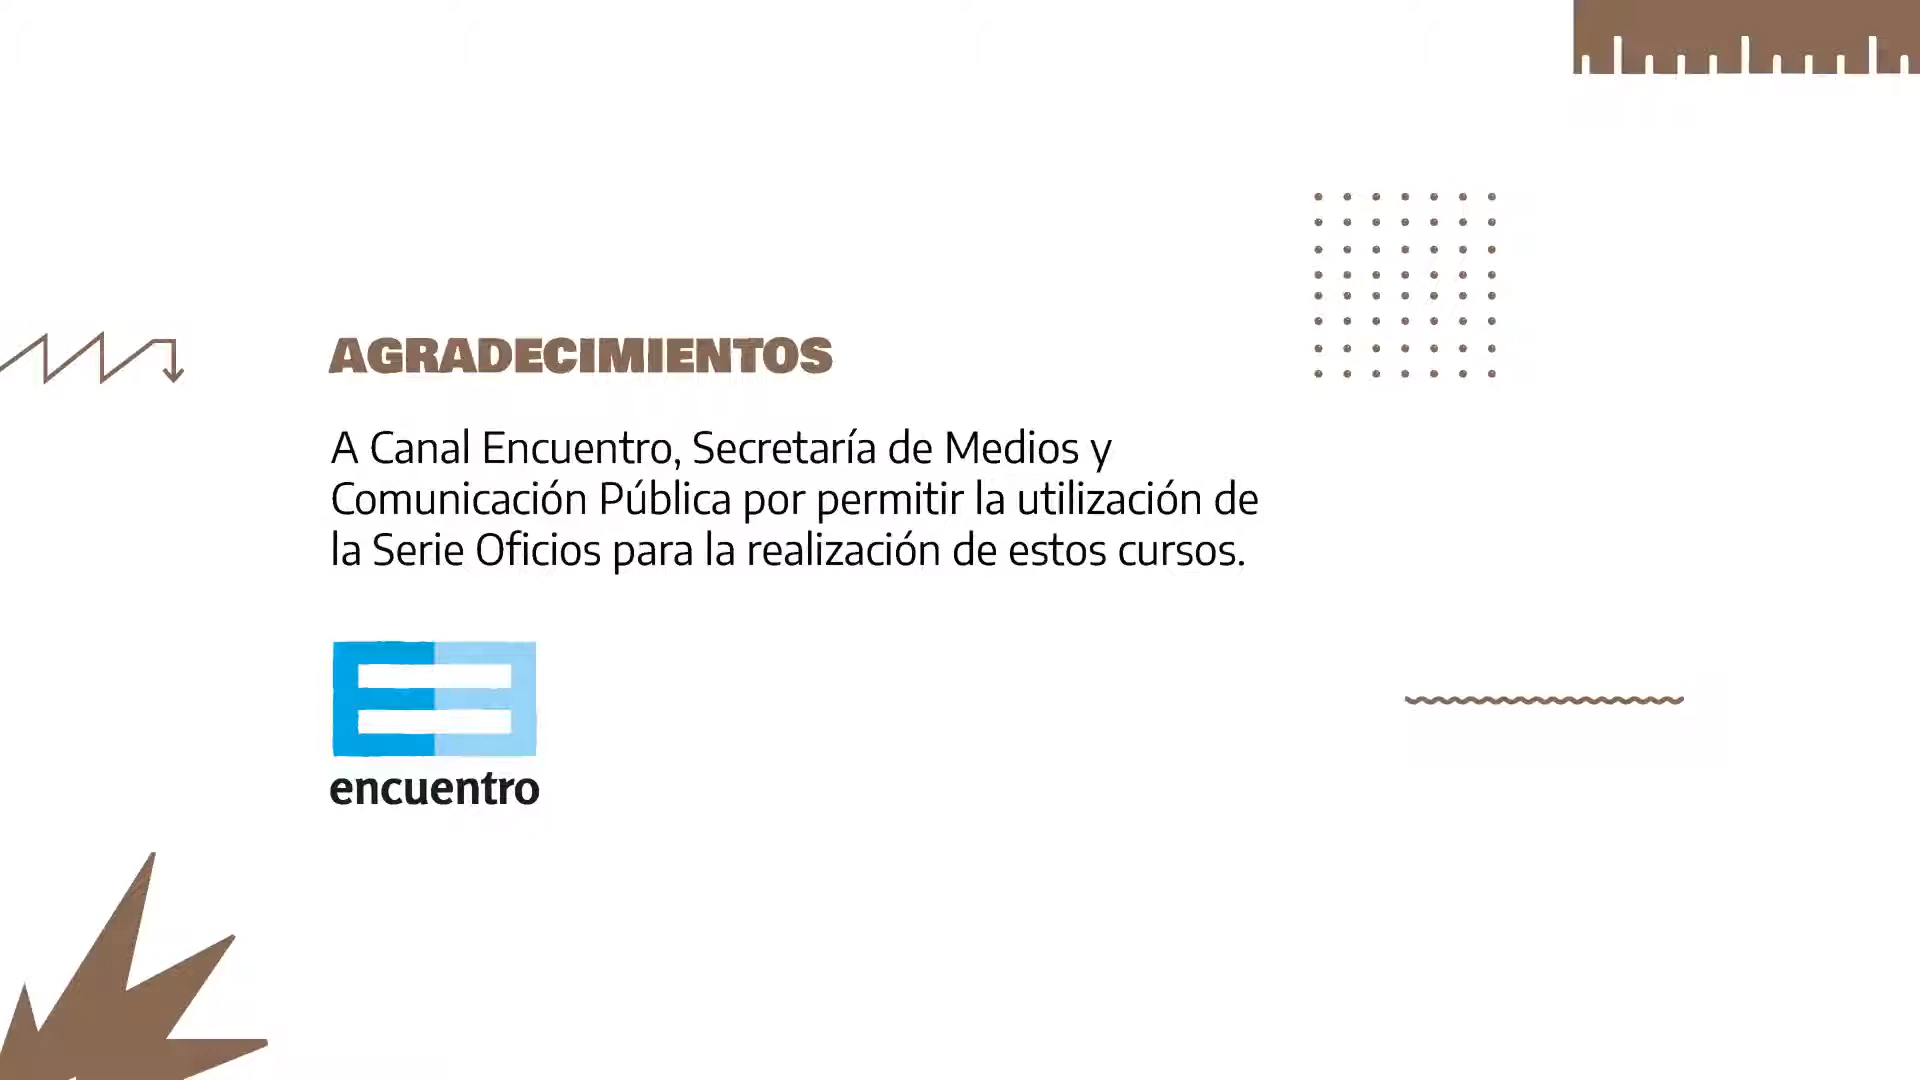 AGRADECIMIENTOS
A Canal Encuentro, Secretaría de Medios y
Comunicación Pública por permitir la utilización de
la Serie Oficios para la realización de estos cursos.
encuentro